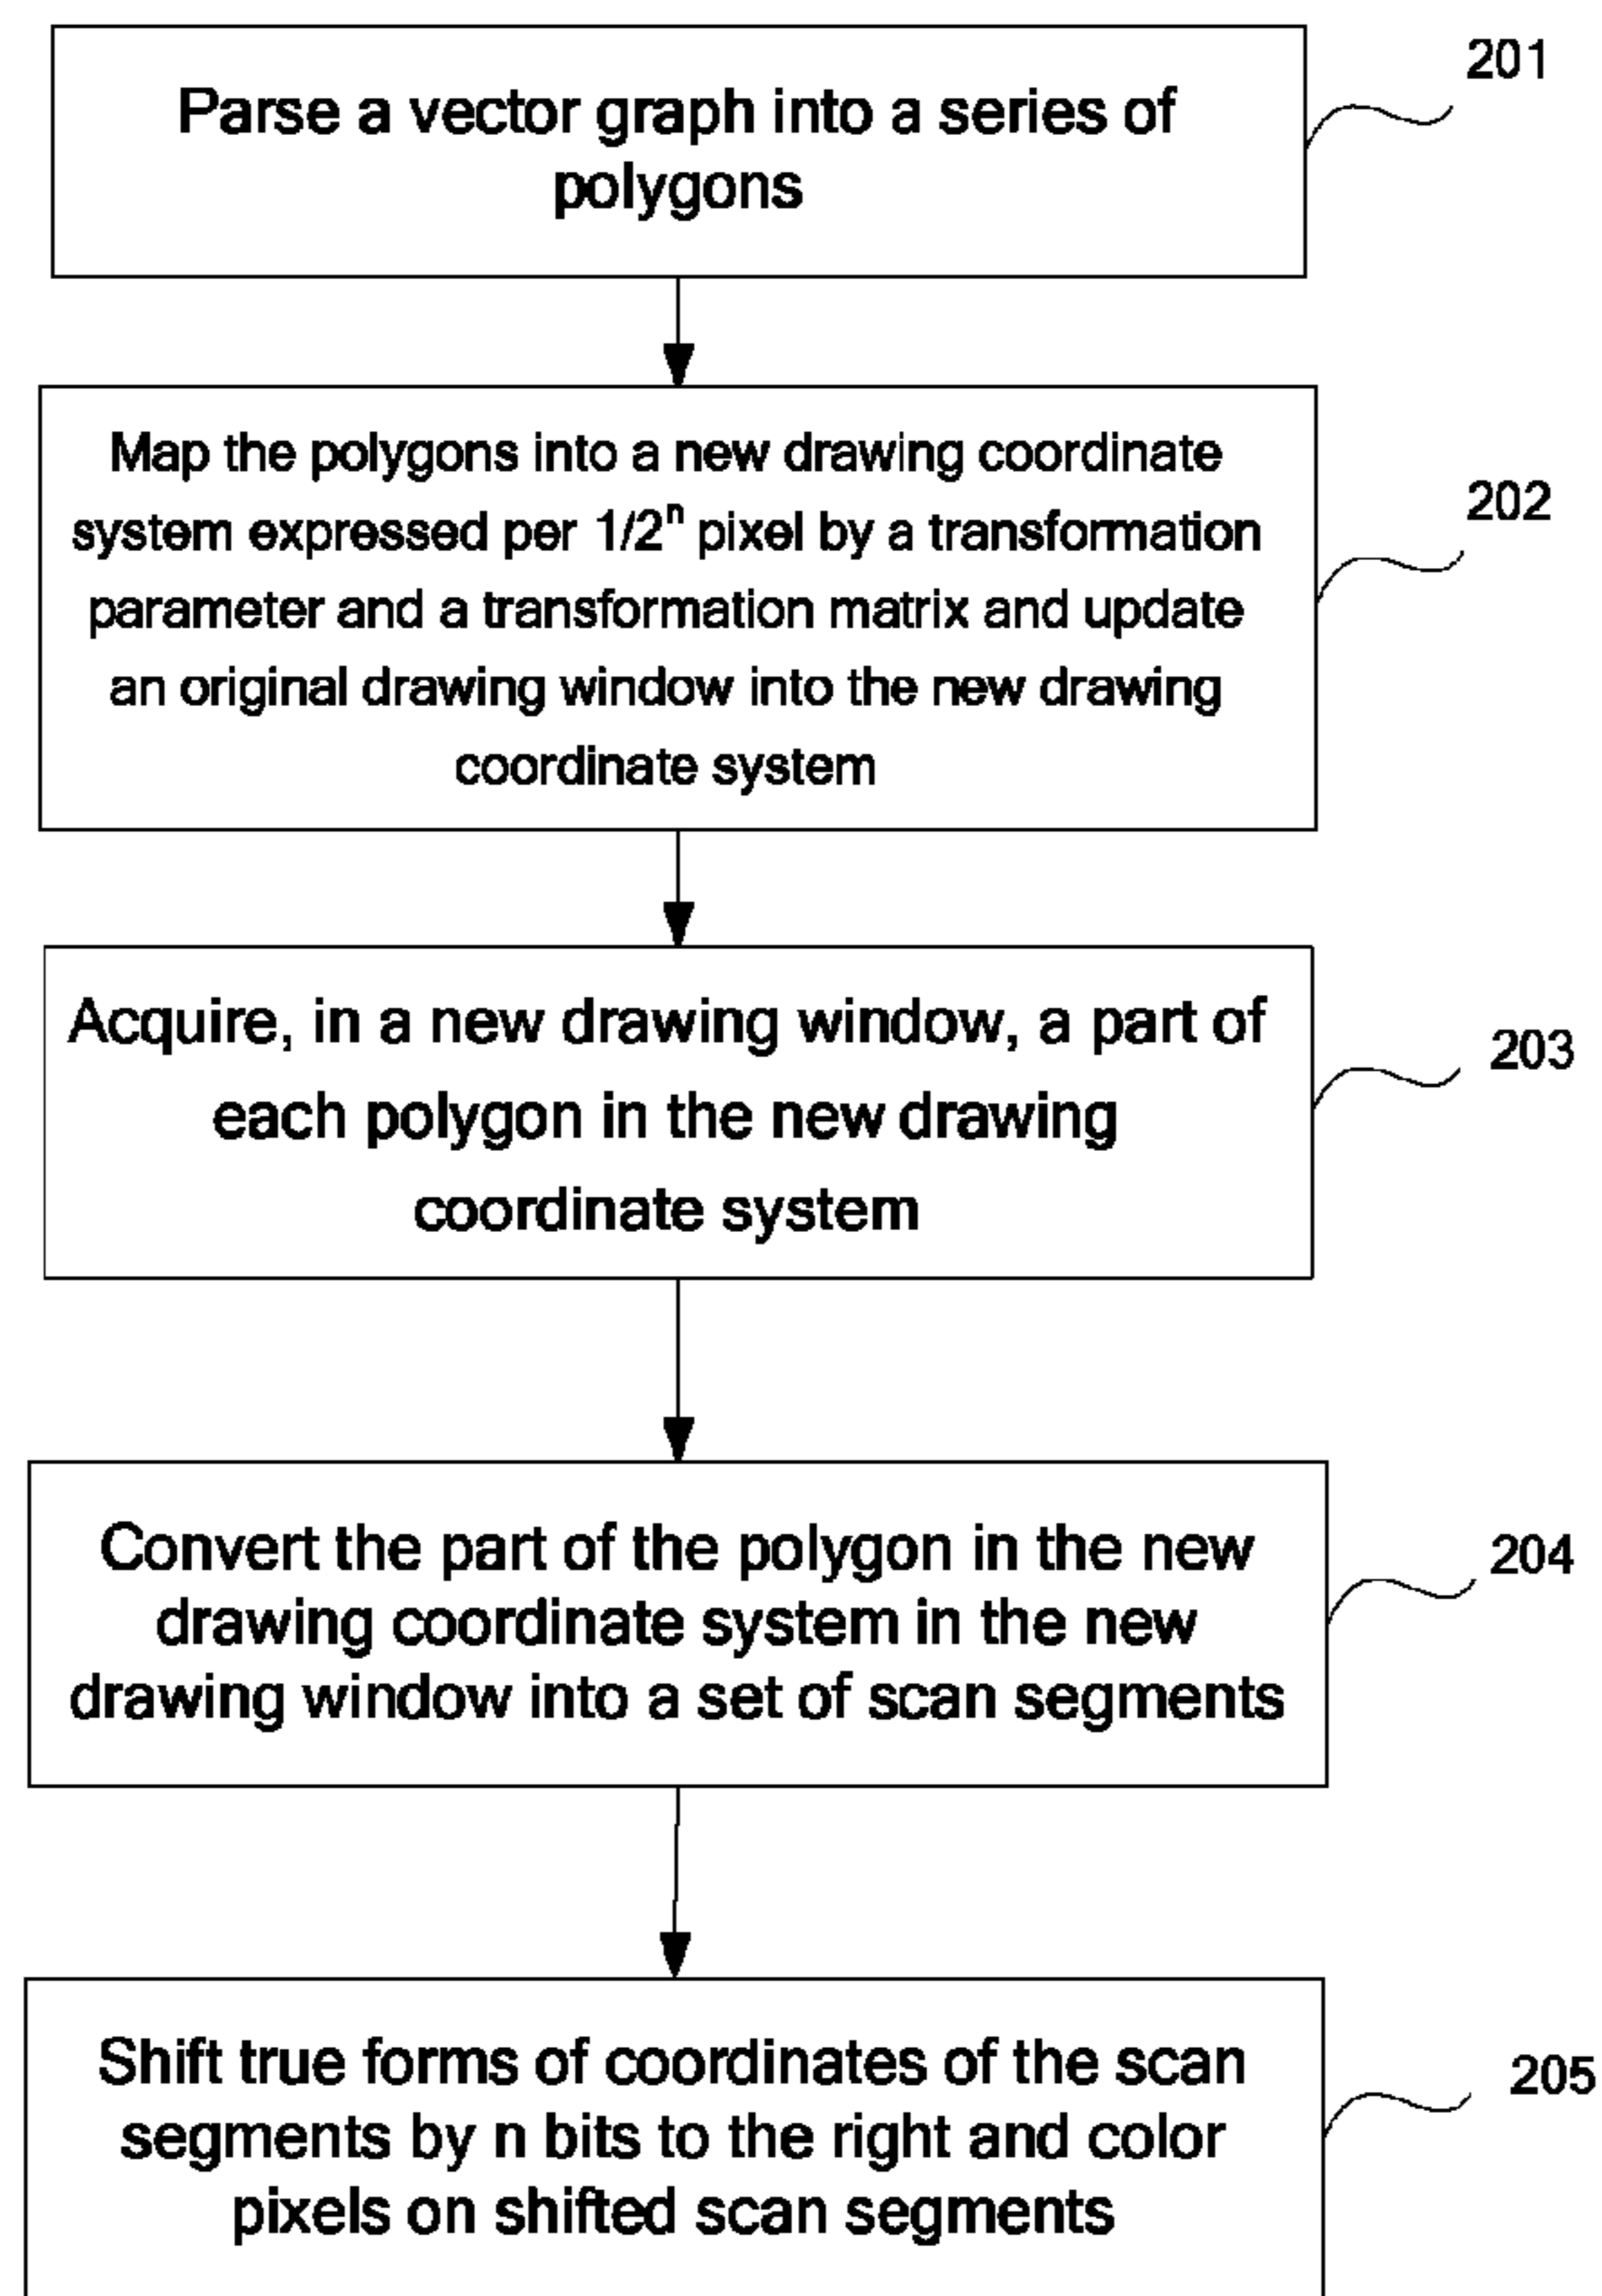 201
Parse a vector graph into a series of
polygons
Map the polygons into a new drawing coordinate
202
system expressed per 1/2ⁿ pixel by a transformation
parameter and a transformation matrix and update
an original drawing window into the new drawing
coordinate system
Acquire, in a new drawing window, a part of
203
each polygon in the new drawing
coordinate system
Convert the part of the polygon in the new
204
drawing coordinate system in the new
drawing window into a set of scan segments
Shift true forms of coordinates of the scan
205
segments by n bits to the right and color
pixels on shifted scan segments